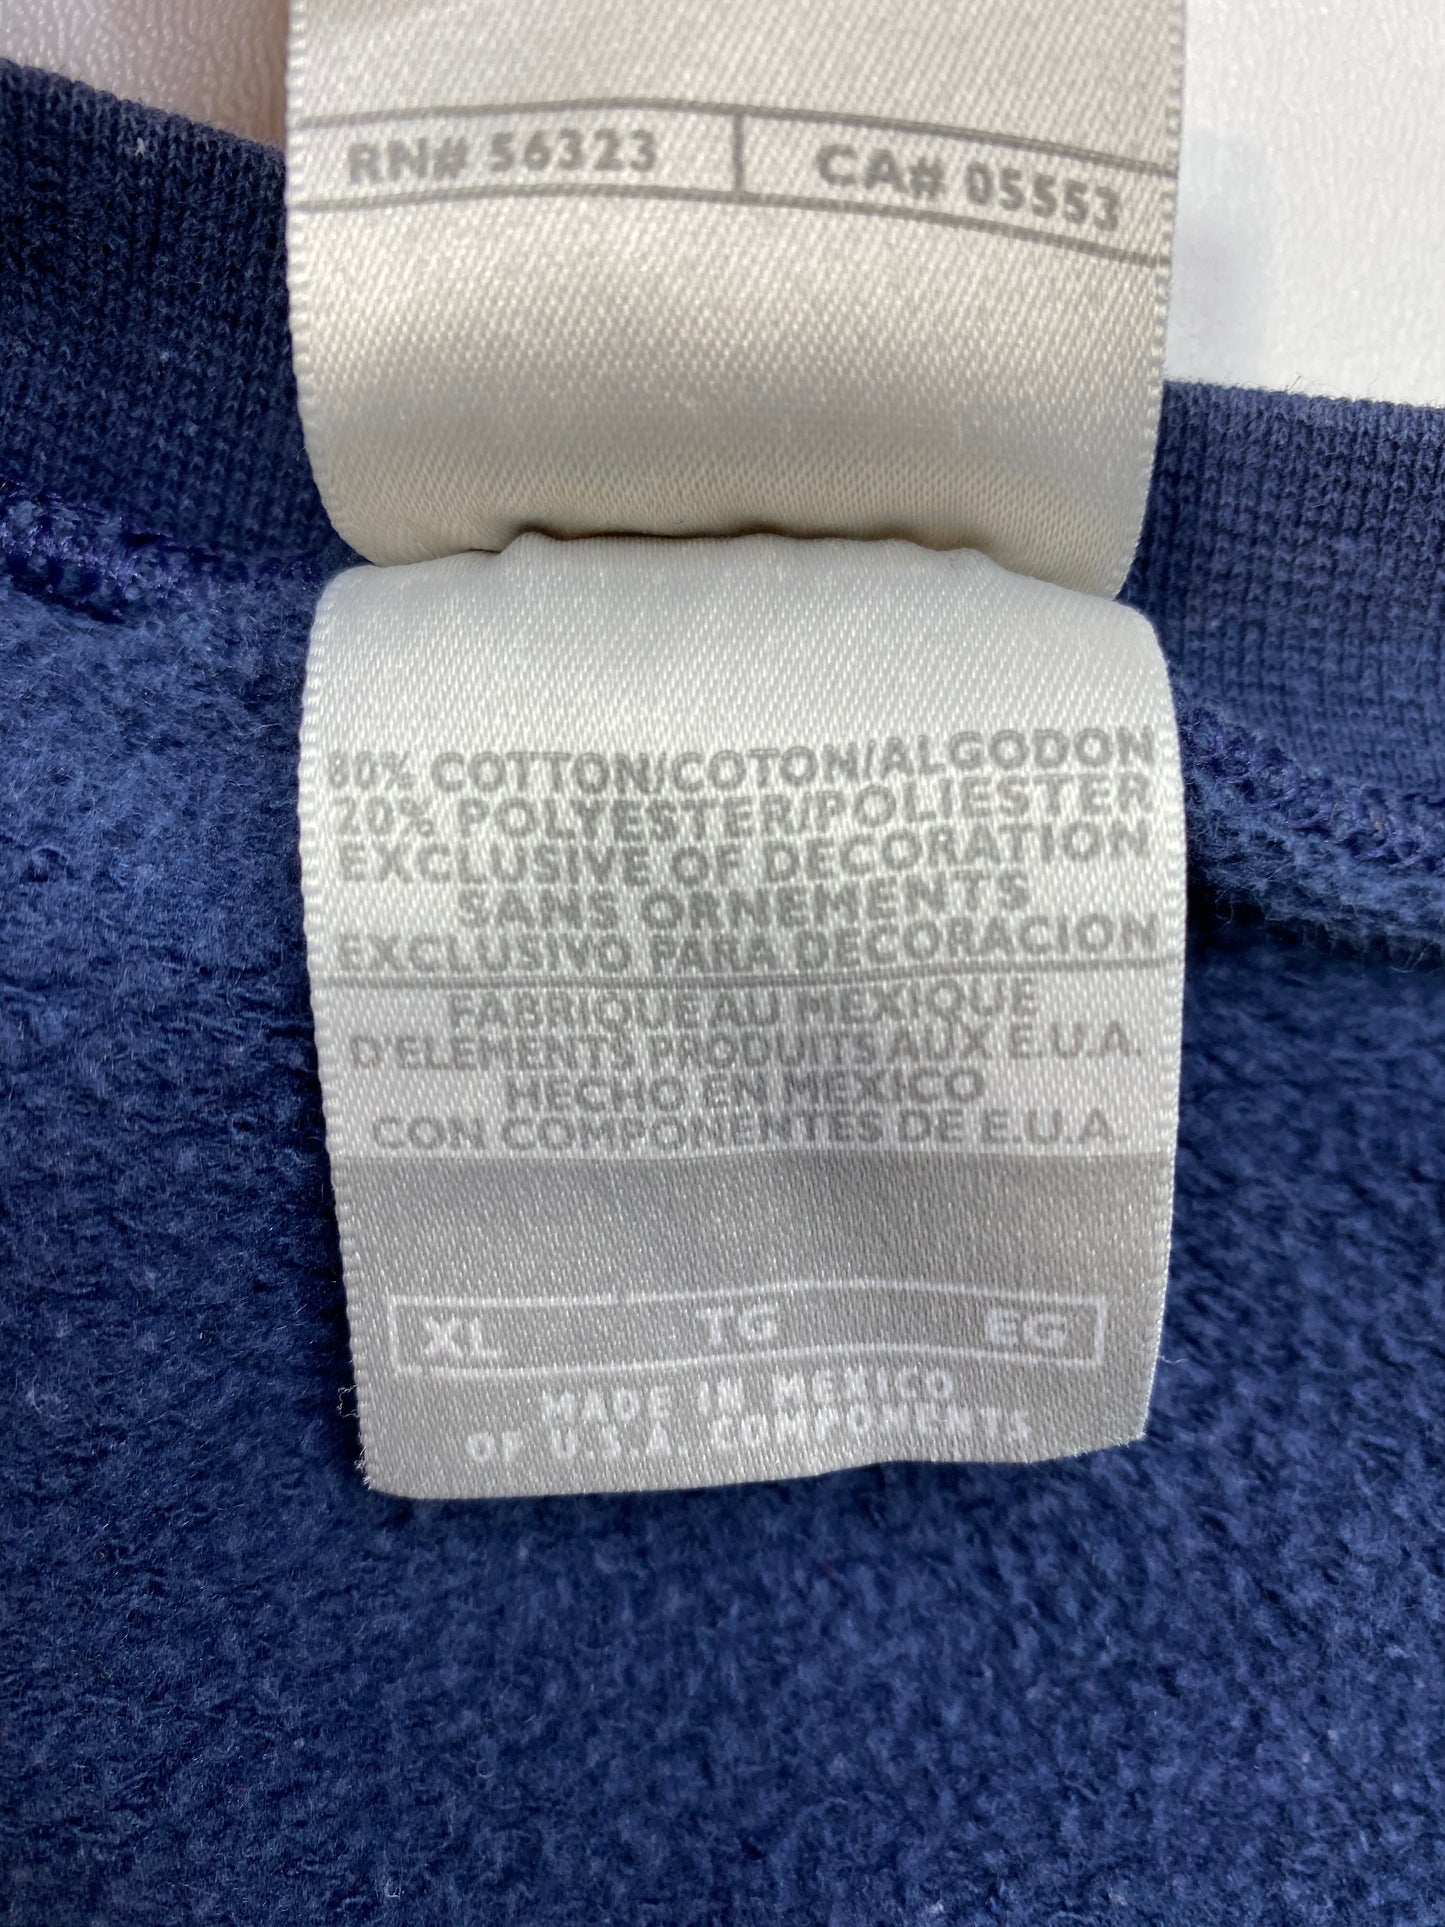 RN# 56323 CA# 05553
80% COTTON/COTON/ALGODON
20% POLYESTER/POLIESTER
EXCLUSIVE OF DECORATION
SANS ORNEMENTS
EXCLUSIVO PARA DECORACION
FABRIQUE AU MEXIQUE
D'ELEMENTS PRODUITS AUX E.U.A.
HECHO EN MEXICO
CON COMPONENTES DE E.U.A.
XL TG EG
MADE IN MEXICO
OF U.S.A. COMPONENTS